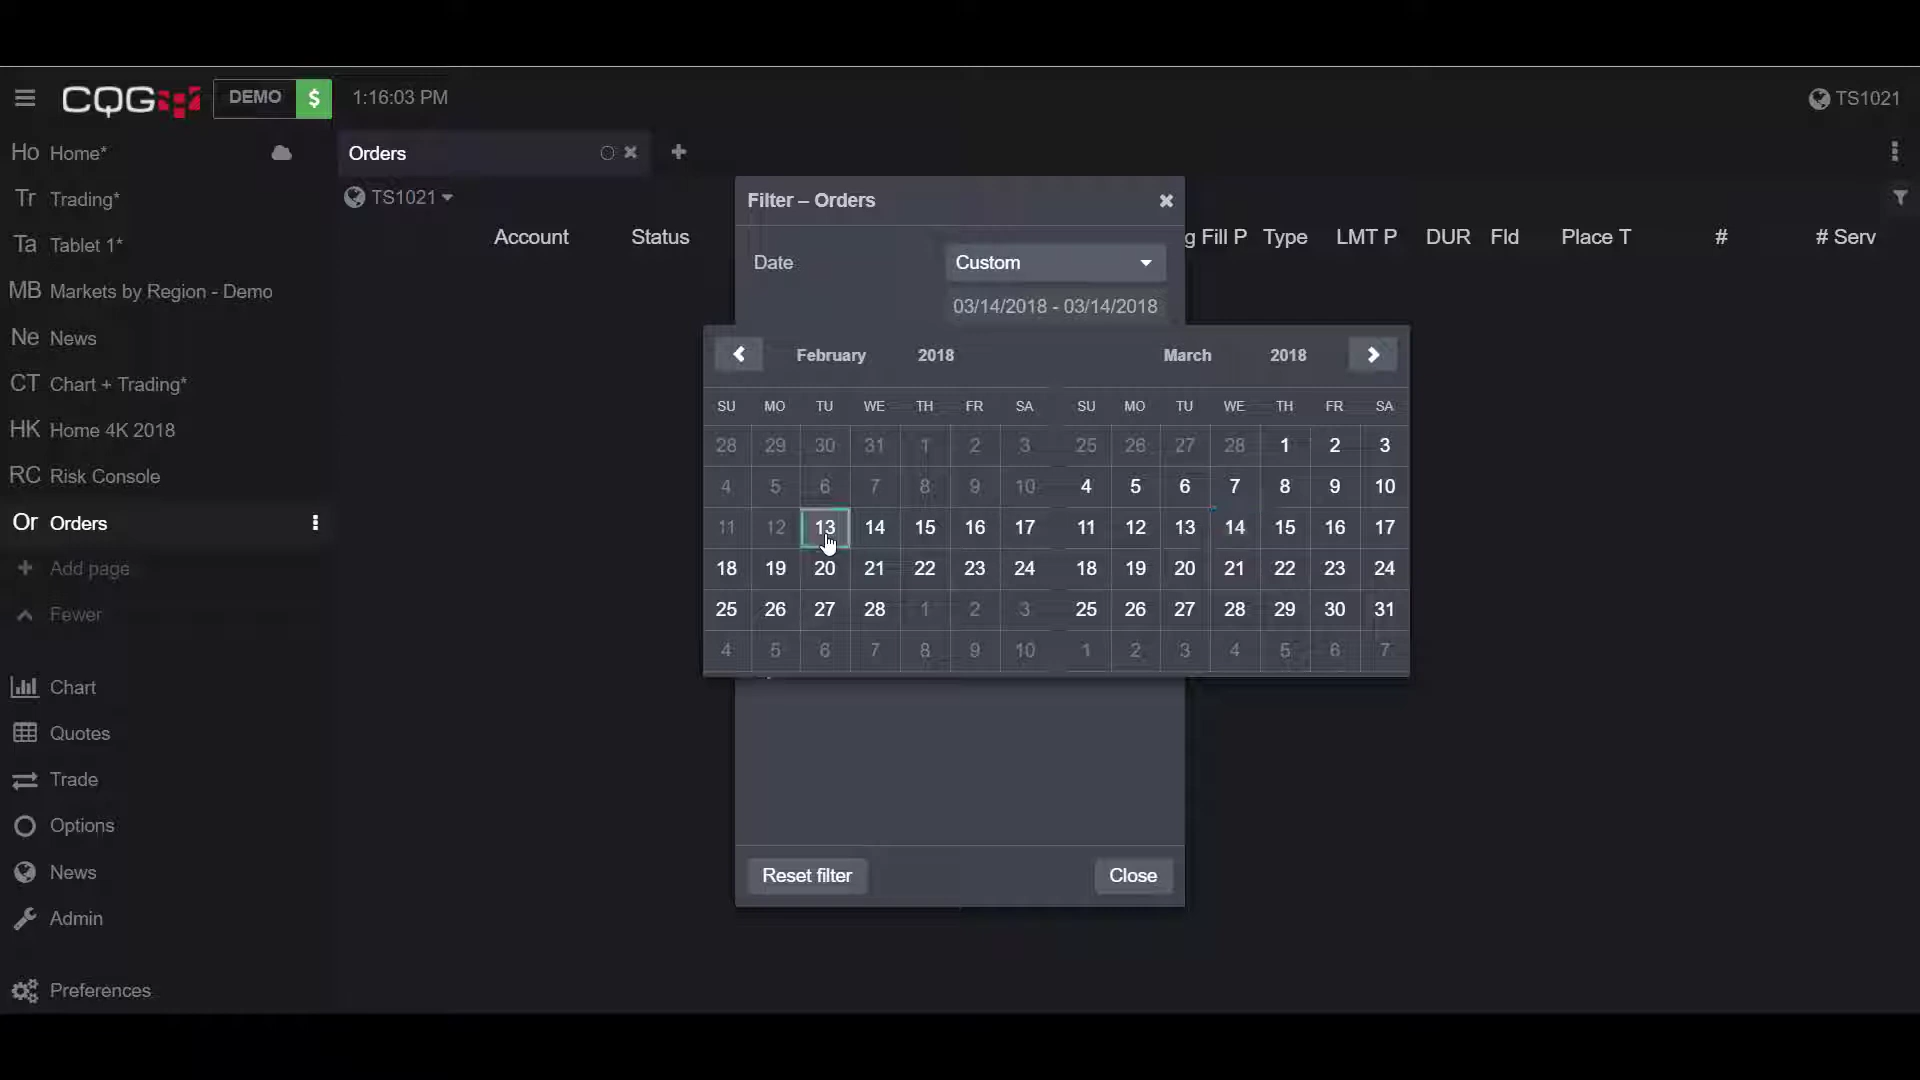 CQG DEMO $ 1:16:03 PM TS1021
Ho Home*
Tr Trading*
Ta Tablet 1*
MB Markets by Region - Demo
Ne News
CT Chart + Trading*
HK Home 4K 2018
RC Risk Console
Or Orders
Add page
Fewer
Chart
Quotes
Trade
Options
News
Admin
Preferences
Orders
TS1021
Account Status g Fill P Type LMT P DUR Fld Place T # # Serv
Filter – Orders
Date Custom
03/14/2018 - 03/14/2018
February 2018 March 2018
SU MO TU WE TH FR SA SU MO TU WE TH FR SA
28 29 30 31 1 2 3 25 26 27 28 1 2 3
4 5 6 7 8 9 10 4 5 6 7 8 9 10
11 12 13 14 15 16 17 11 12 13 14 15 16 17
18 19 20 21 22 23 24 18 19 20 21 22 23 24
25 26 27 28 1 2 3 25 26 27 28 29 30 31
4 5 6 7 8 9 10 1 2 3 4 5 6 7
Reset filter Close